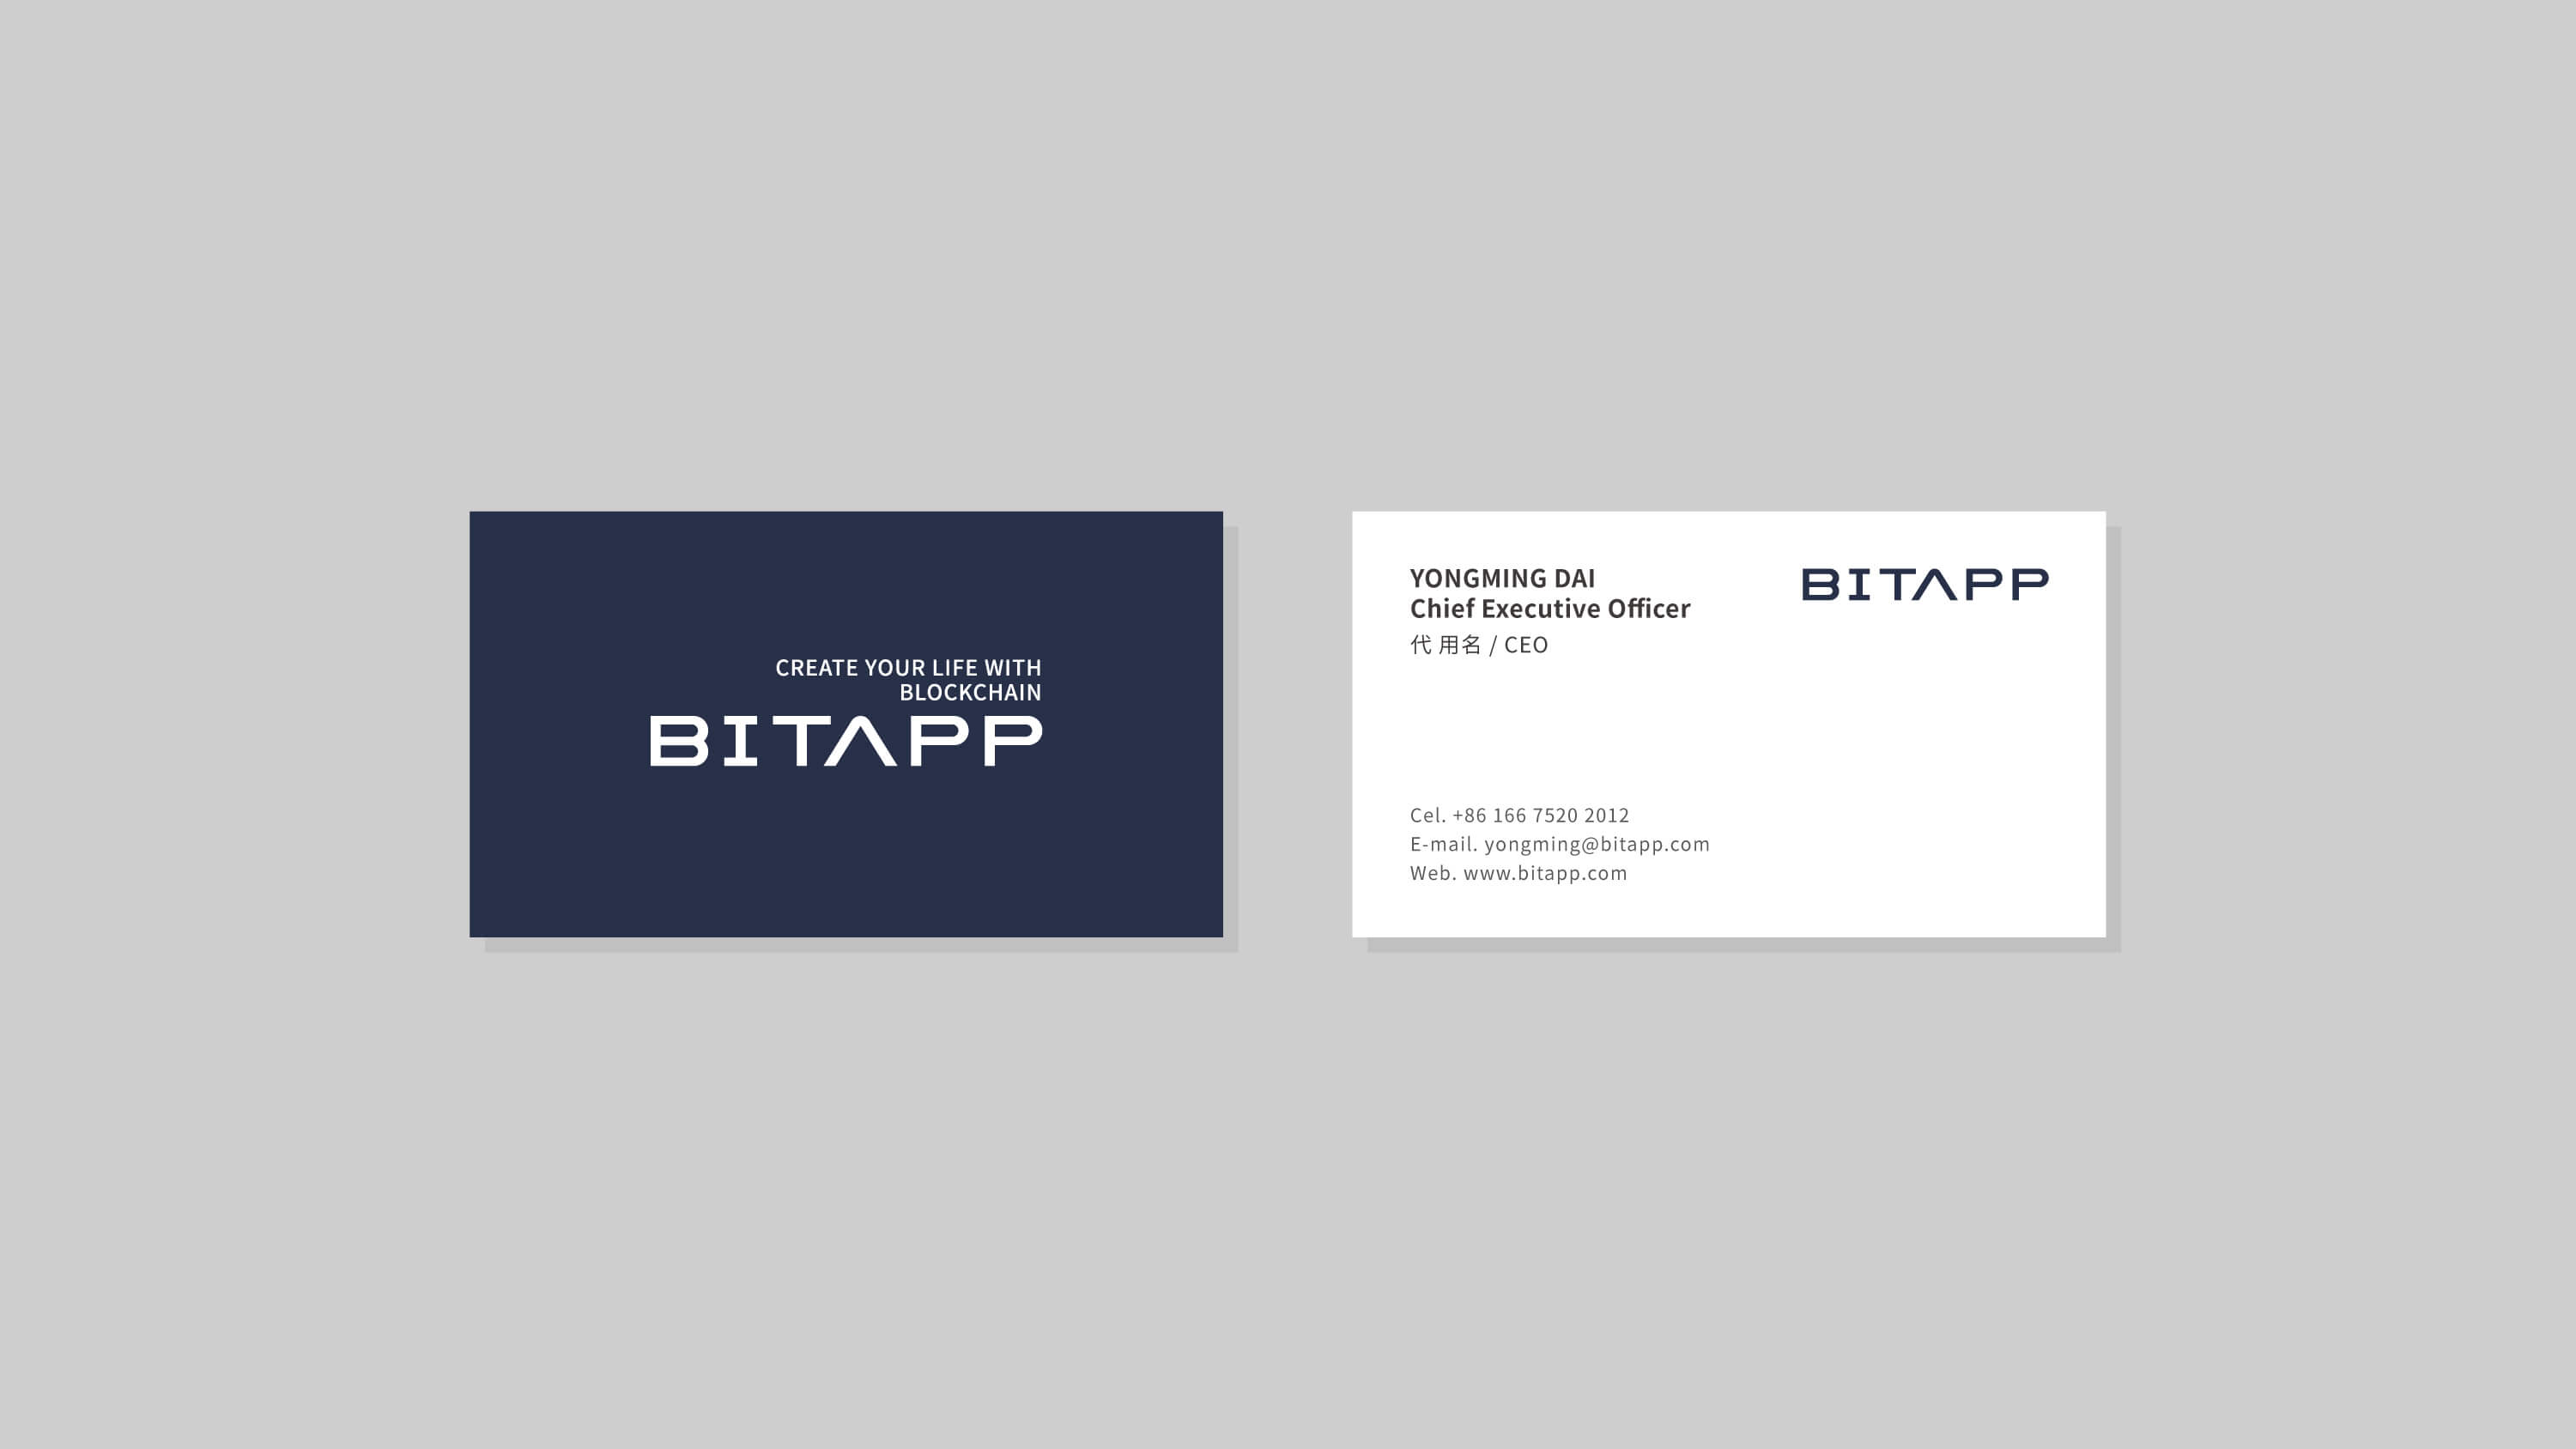 CREATE YOUR LIFE WITH
BLOCKCHAIN
BITAPP
YONGMING DAI
Chief Executive Officer
代 用名 / CEO
BITAPP
Cel. +86 166 7520 2012
E-mail. yongming@bitapp.com
Web. www.bitapp.com